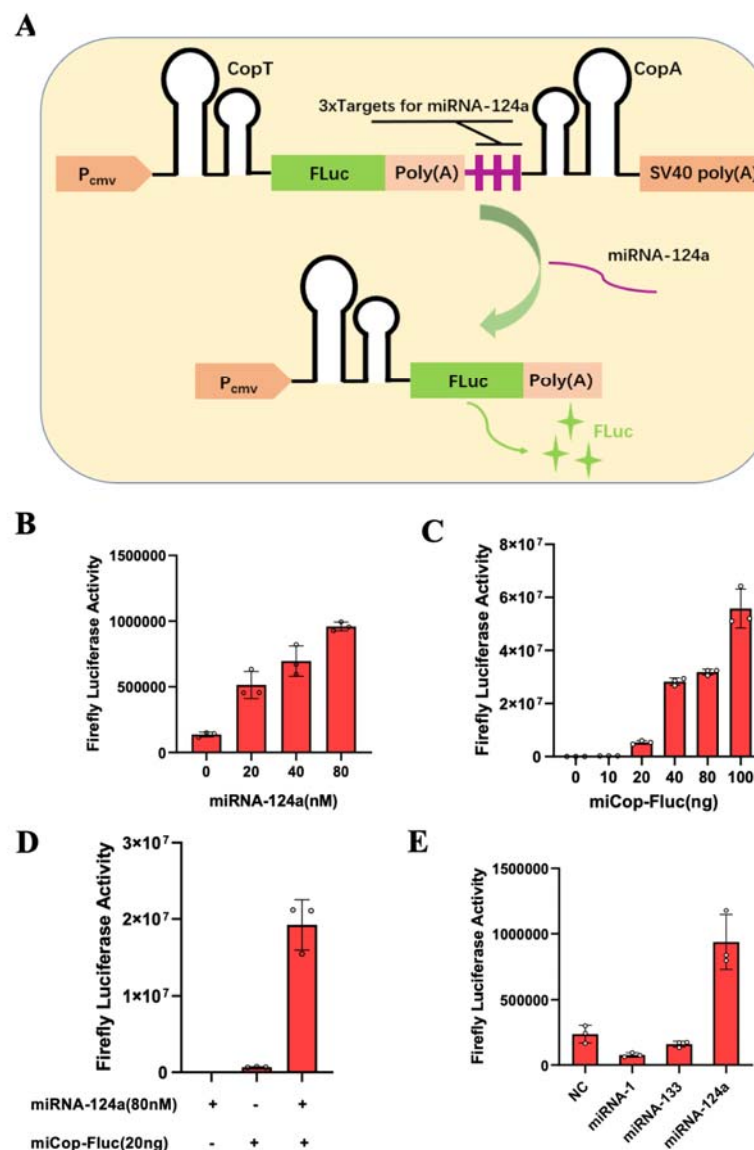 A
CopT
CopA
3xTargets for miRNA-124a
Pcmv
FLuc
Poly(A)
SV40 poly(A)
miRNA-124a
Pcmv
FLuc
Poly(A)
FLuc
B
Firefly Luciferase Activity
1500000
1000000
500000
0
0 20 40 80
miRNA-124a(nM)
C
Firefly Luciferase Activity
8×10⁷
6×10⁷
4×10⁷
2×10⁷
0
0 10 20 40 80 100
miCop-Fluc(ng)
D
Firefly Luciferase Activity
3×10⁷
2×10⁷
1×10⁷
0
miRNA-124a(80nM) + - +
miCop-Fluc(20ng) - + +
E
Firefly Luciferase Activity
1500000
1000000
500000
0
NC miRNA-1 miRNA-133 miRNA-124a